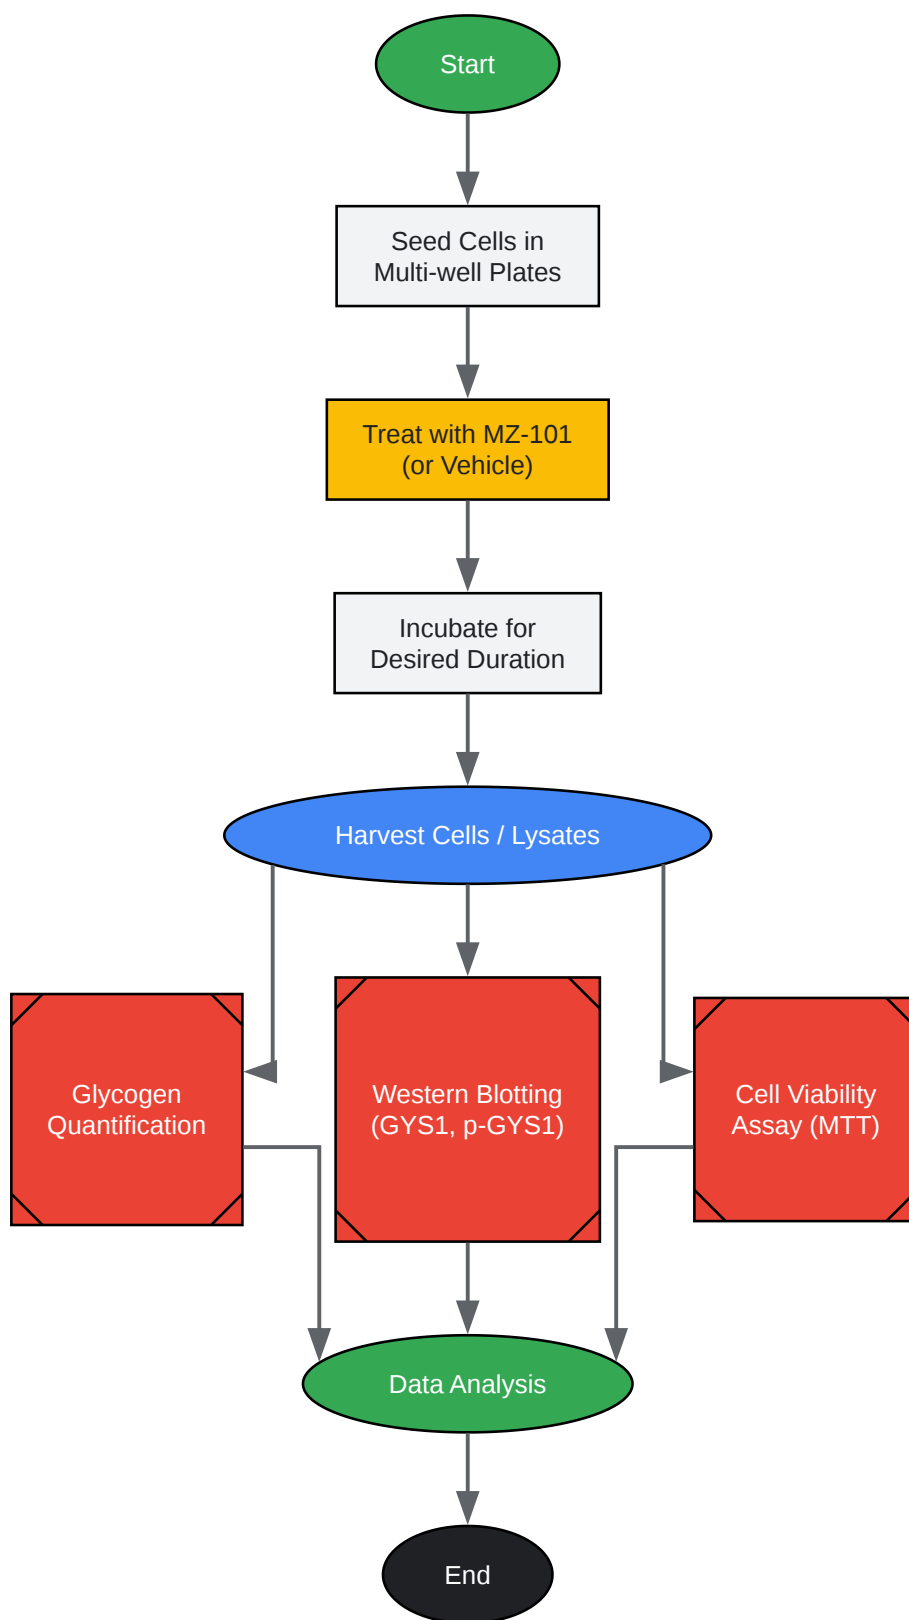 Start
Seed Cells in
Multi-well Plates
Treat with MZ-101
(or Vehicle)
Incubate for
Desired Duration
Harvest Cells / Lysates
Glycogen
Quantification
Western Blotting
(GYS1, p-GYS1)
Cell Viability
Assay (MTT)
Data Analysis
End